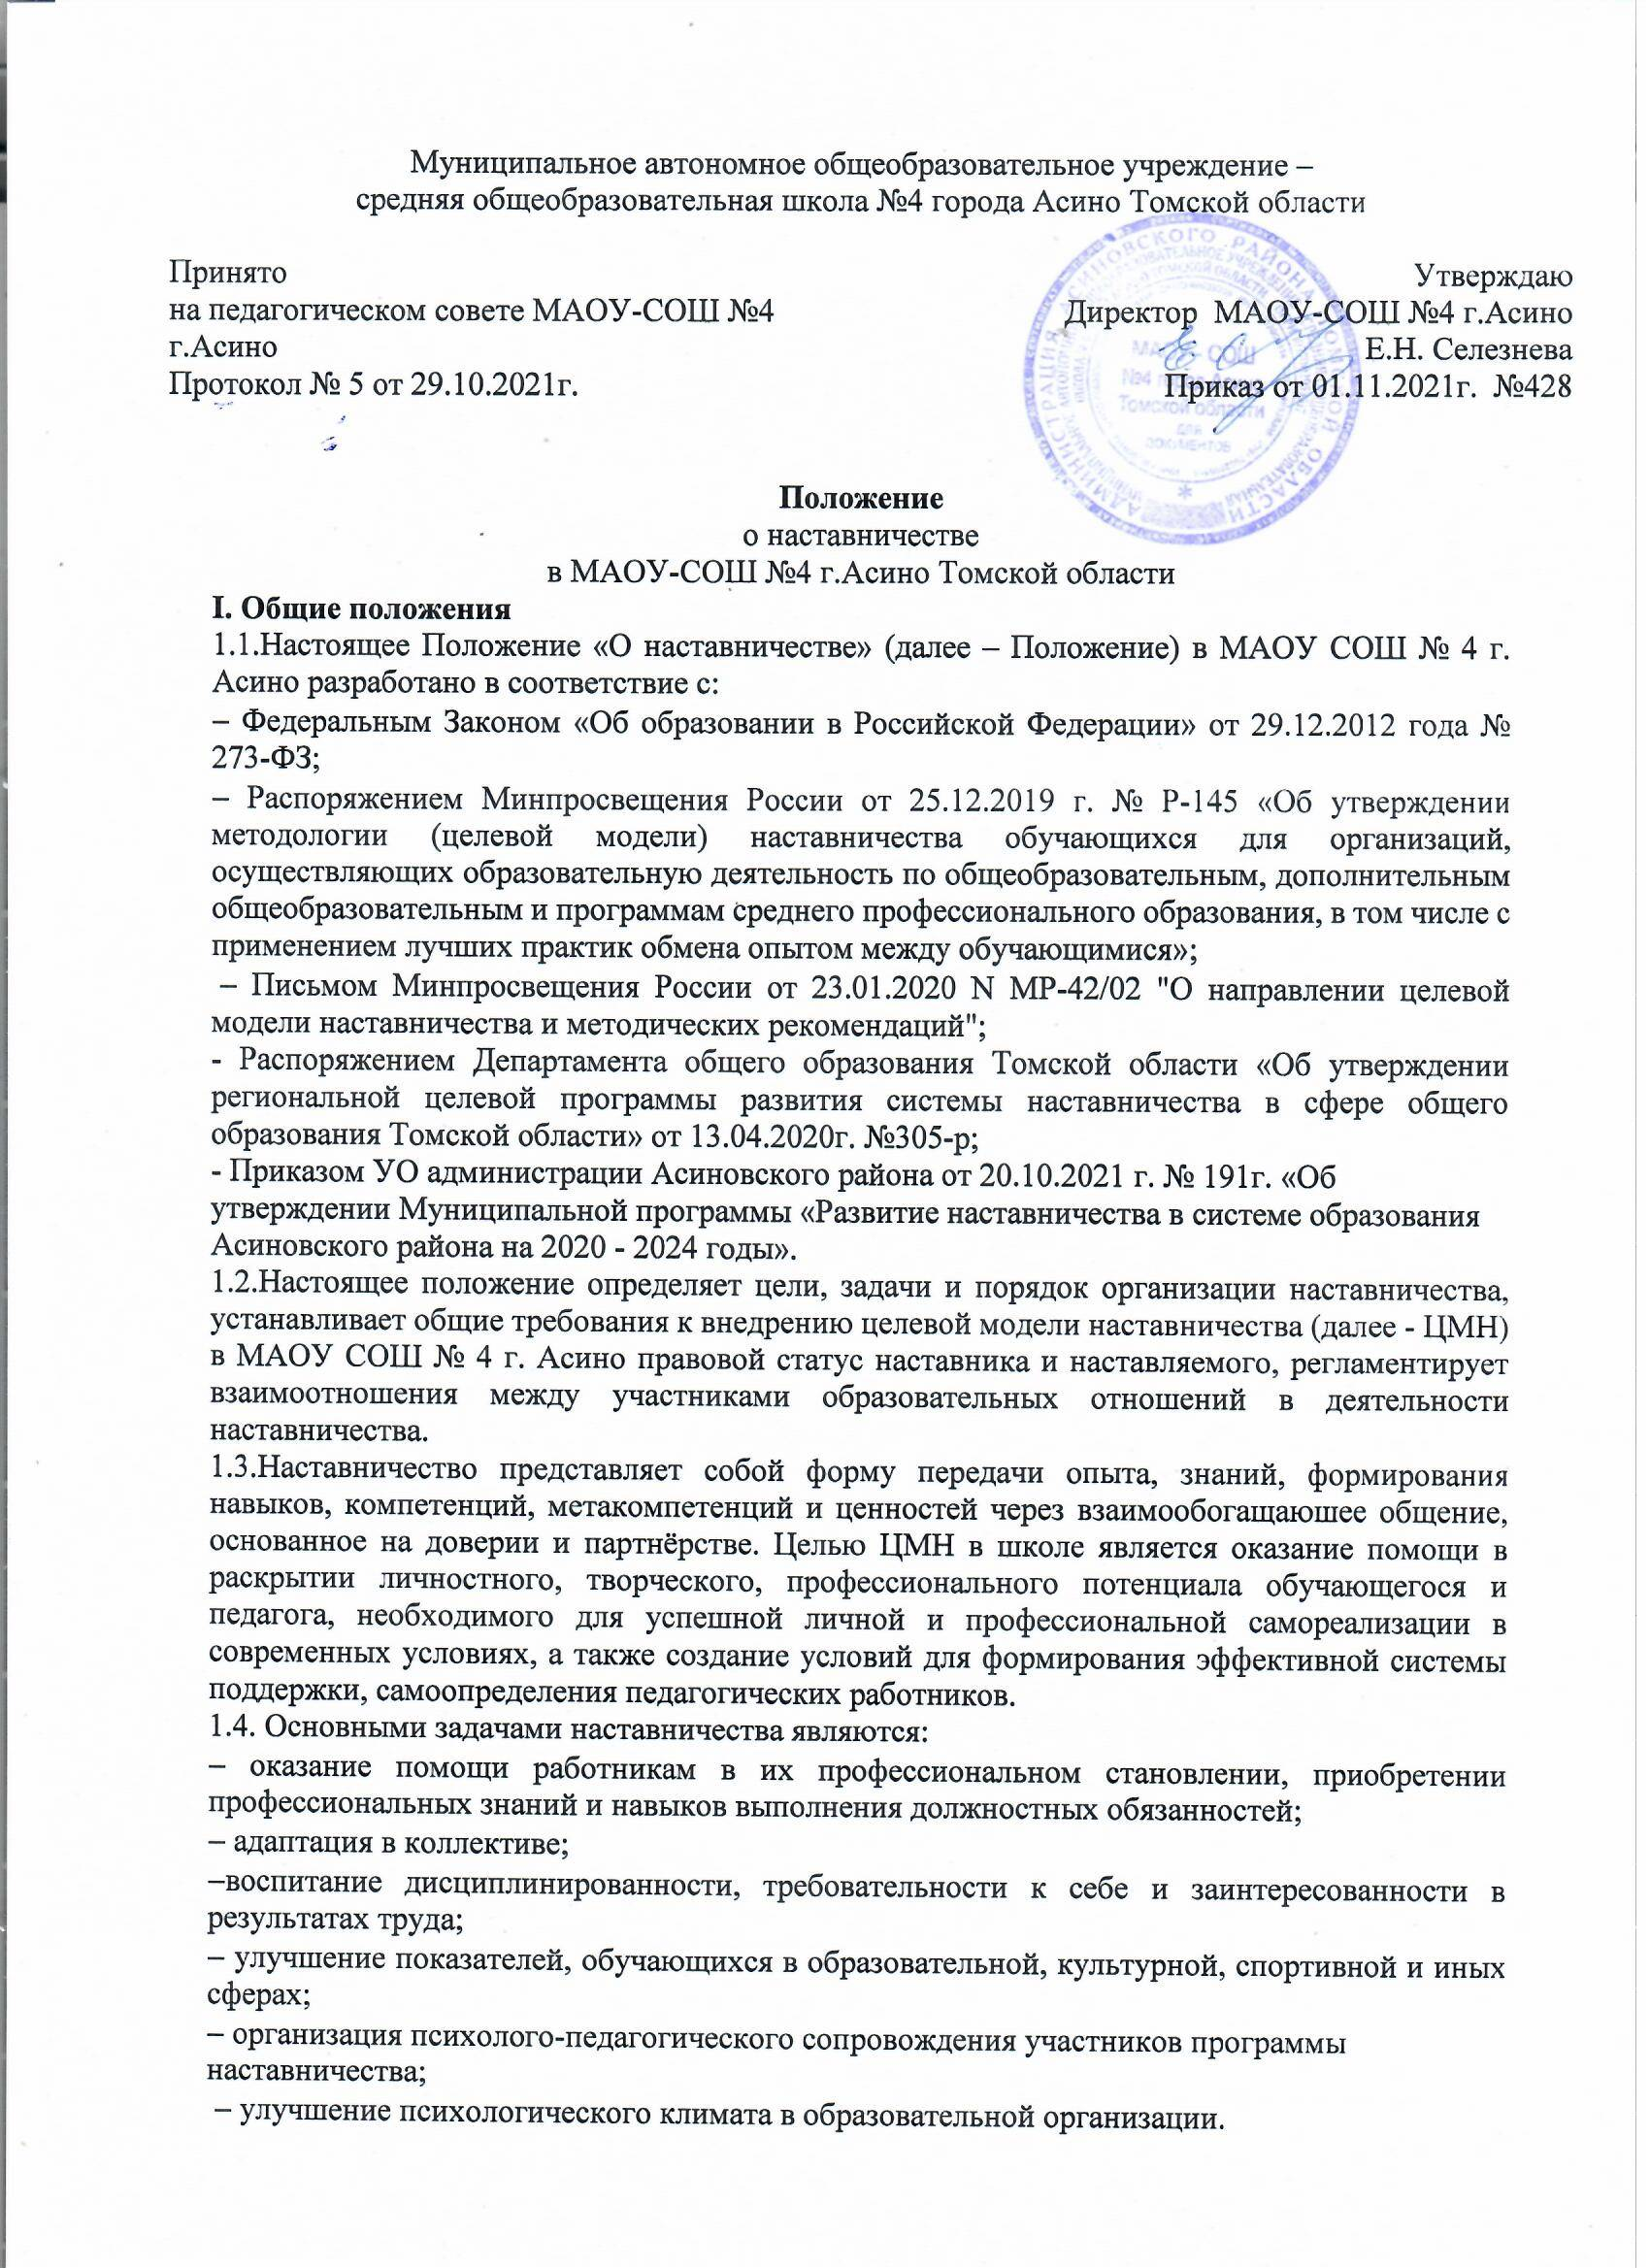 Муниципальное автономное общеобразовательное учреждение –
средняя общеобразовательная школа №4 города Асино Томской области
Принято
на педагогическом совете МАОУ-СОШ №4
г.Асино
Протокол № 5 от 29.10.2021г.
Утверждаю
Директор МАОУ-СОШ №4 г.Асино
Е.Н. Селезнева
Приказ от 01.11.2021г. №428
Положение
о наставничестве
в МАОУ-СОШ №4 г.Асино Томской области
I. Общие положения
1.1.Настоящее Положение «О наставничестве» (далее – Положение) в МАОУ СОШ № 4 г.
Асино разработано в соответствие с:
– Федеральным Законом «Об образовании в Российской Федерации» от 29.12.2012 года №
273-ФЗ;
– Распоряжением Минпросвещения России от 25.12.2019 г. № Р-145 «Об утверждении
методологии (целевой модели) наставничества обучающихся для организаций,
осуществляющих образовательную деятельность по общеобразовательным, дополнительным
общеобразовательным и программам среднего профессионального образования, в том числе с
применением лучших практик обмена опытом между обучающимися»;
– Письмом Минпросвещения России от 23.01.2020 N МР-42/02 "О направлении целевой
модели наставничества и методических рекомендаций";
- Распоряжением Департамента общего образования Томской области «Об утверждении
региональной целевой программы развития системы наставничества в сфере общего
образования Томской области» от 13.04.2020г. №305-р;
- Приказом УО администрации Асиновского района от 20.10.2021 г. № 191г. «Об
утверждении Муниципальной программы «Развитие наставничества в системе образования
Асиновского района на 2020 - 2024 годы».
1.2.Настоящее положение определяет цели, задачи и порядок организации наставничества,
устанавливает общие требования к внедрению целевой модели наставничества (далее - ЦМН)
в МАОУ СОШ № 4 г. Асино правовой статус наставника и наставляемого, регламентирует
взаимоотношения между участниками образовательных отношений в деятельности
наставничества.
1.3.Наставничество представляет собой форму передачи опыта, знаний, формирования
навыков, компетенций, метакомпетенций и ценностей через взаимообогащаюшее общение,
основанное на доверии и партнёрстве. Целью ЦМН в школе является оказание помощи в
раскрытии личностного, творческого, профессионального потенциала обучающегося и
педагога, необходимого для успешной личной и профессиональной самореализации в
современных условиях, а также создание условий для формирования эффективной системы
поддержки, самоопределения педагогических работников.
1.4. Основными задачами наставничества являются:
– оказание помощи работникам в их профессиональном становлении, приобретении
профессиональных знаний и навыков выполнения должностных обязанностей;
– адаптация в коллективе;
–воспитание дисциплинированности, требовательности к себе и заинтересованности в
результатах труда;
– улучшение показателей, обучающихся в образовательной, культурной, спортивной и иных
сферах;
– организация психолого-педагогического сопровождения участников программы
наставничества;
– улучшение психологического климата в образовательной организации.